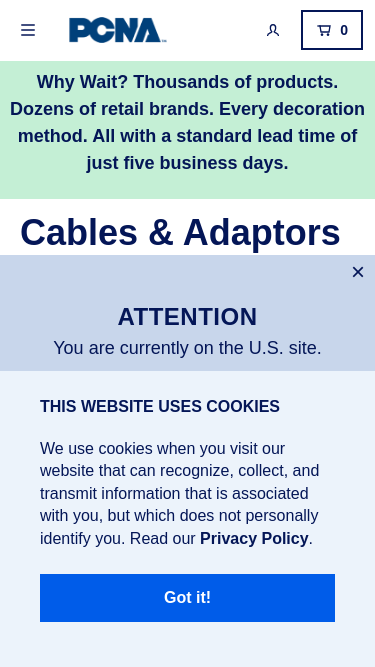 PCNA
0
Why Wait? Thousands of products.
Dozens of retail brands. Every decoration
method. All with a standard lead time of
just five business days.
Cables & Adaptors
ATTENTION
You are currently on the U.S. site.
THIS WEBSITE USES COOKIES
We use cookies when you visit our
website that can recognize, collect, and
transmit information that is associated
with you, but which does not personally
identify you. Read our Privacy Policy.
Got it!